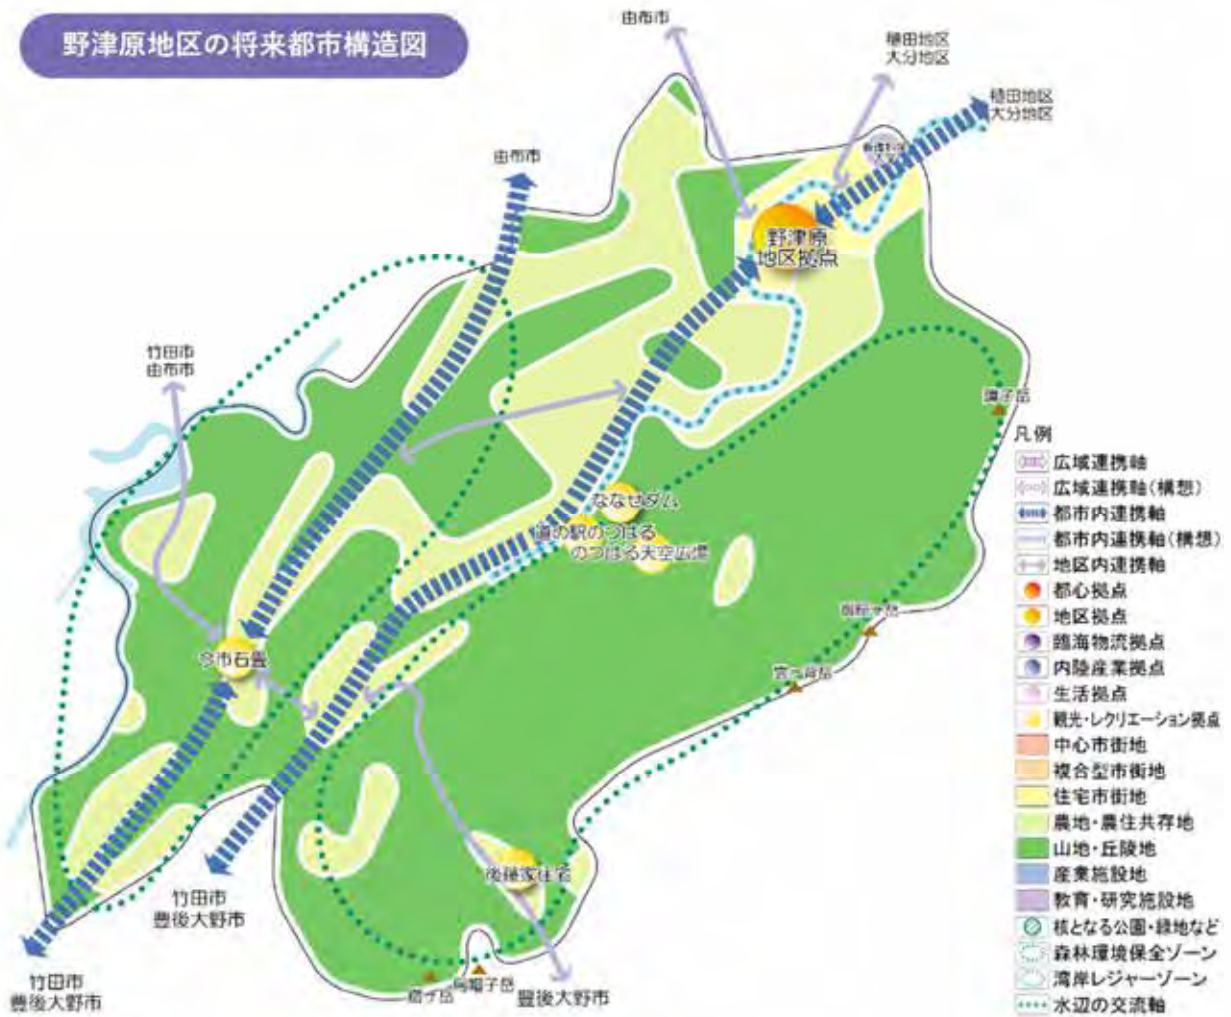 野津原地区の将来都市構造図
由布市
稙田地区
大分地区
稙田地区
大分地区
由布市
野津原
地区拠点
竹田市
由布市
障子岳
ななせダム
道の駅のつはる
のつはる天空広場
今市石畳
宮ヶ背岳
後藤家住宅
竹田市
豊後大野市
竹田市
豊後大野市
烏帽子岳
豊後大野市
凡例
広域連携軸
広域連携軸(構想)
都市内連携軸
都市内連携軸(構想)
地区内連携軸
都心拠点
地区拠点
臨海物流拠点
内陸産業拠点
生活拠点
観光・レクリエーション拠点
中心市街地
複合型市街地
住宅市街地
農地・農住共存地
山地・丘陵地
産業施設地
教育・研究施設地
核となる公園・緑地など
森林環境保全ゾーン
湾岸レジャーゾーン
水辺の交流軸